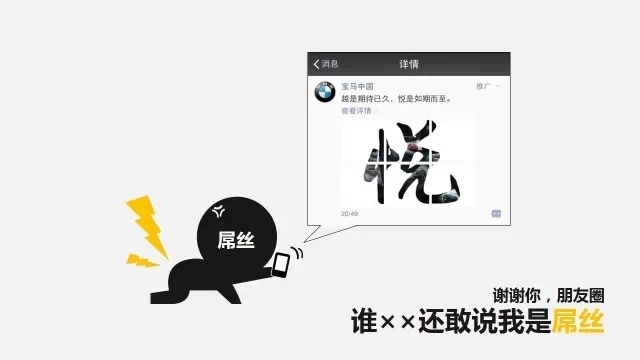 消息
详情
宝马中国
推广
越是期待已久，悦是如期而至。
查看详情
悦
20:49
屌丝
谢谢你，朋友圈
谁××还敢说我是屌丝